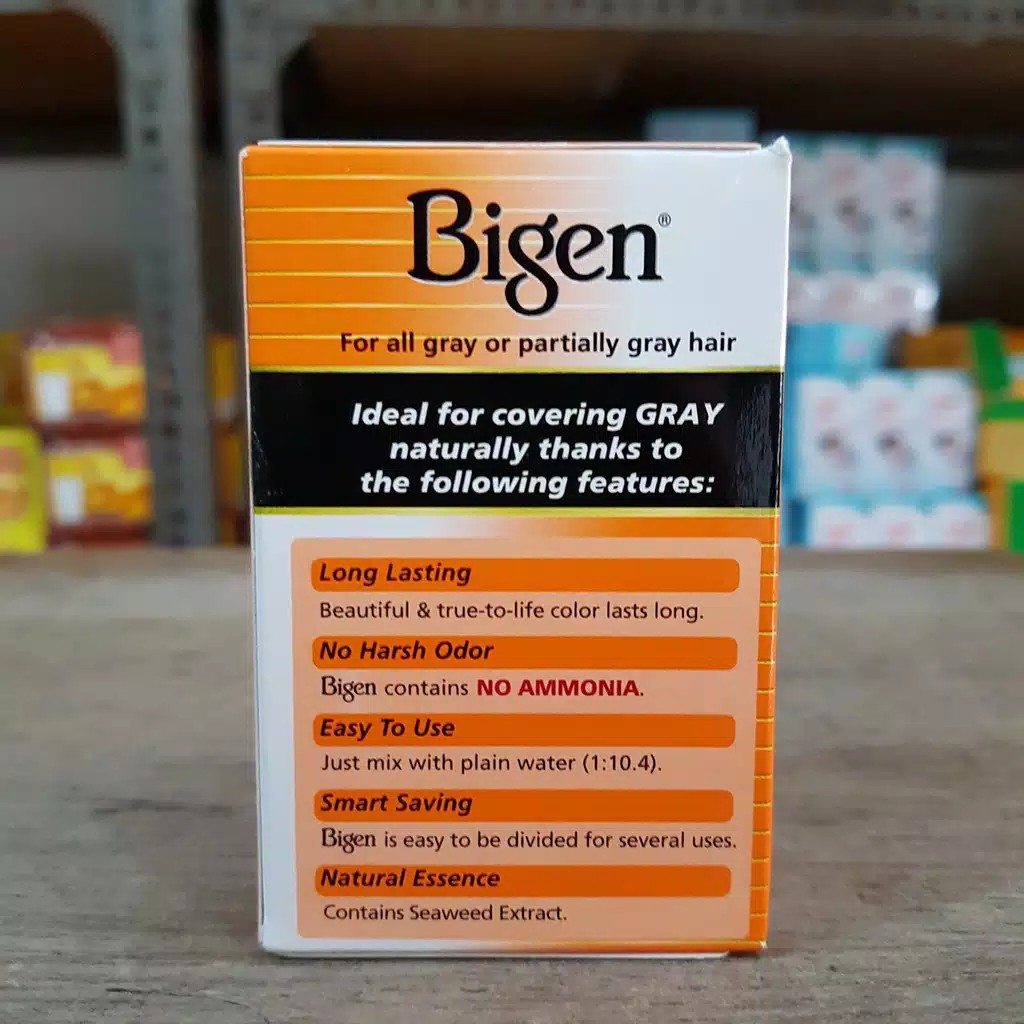 Bigen®
For all gray or partially gray hair
Ideal for covering GRAY
naturally thanks to
the following features:
Long Lasting
Beautiful & true-to-life color lasts long.
No Harsh Odor
Bigen contains NO AMMONIA.
Easy To Use
Just mix with plain water (1:10.4).
Smart Saving
Bigen is easy to be divided for several uses.
Natural Essence
Contains Seaweed Extract.